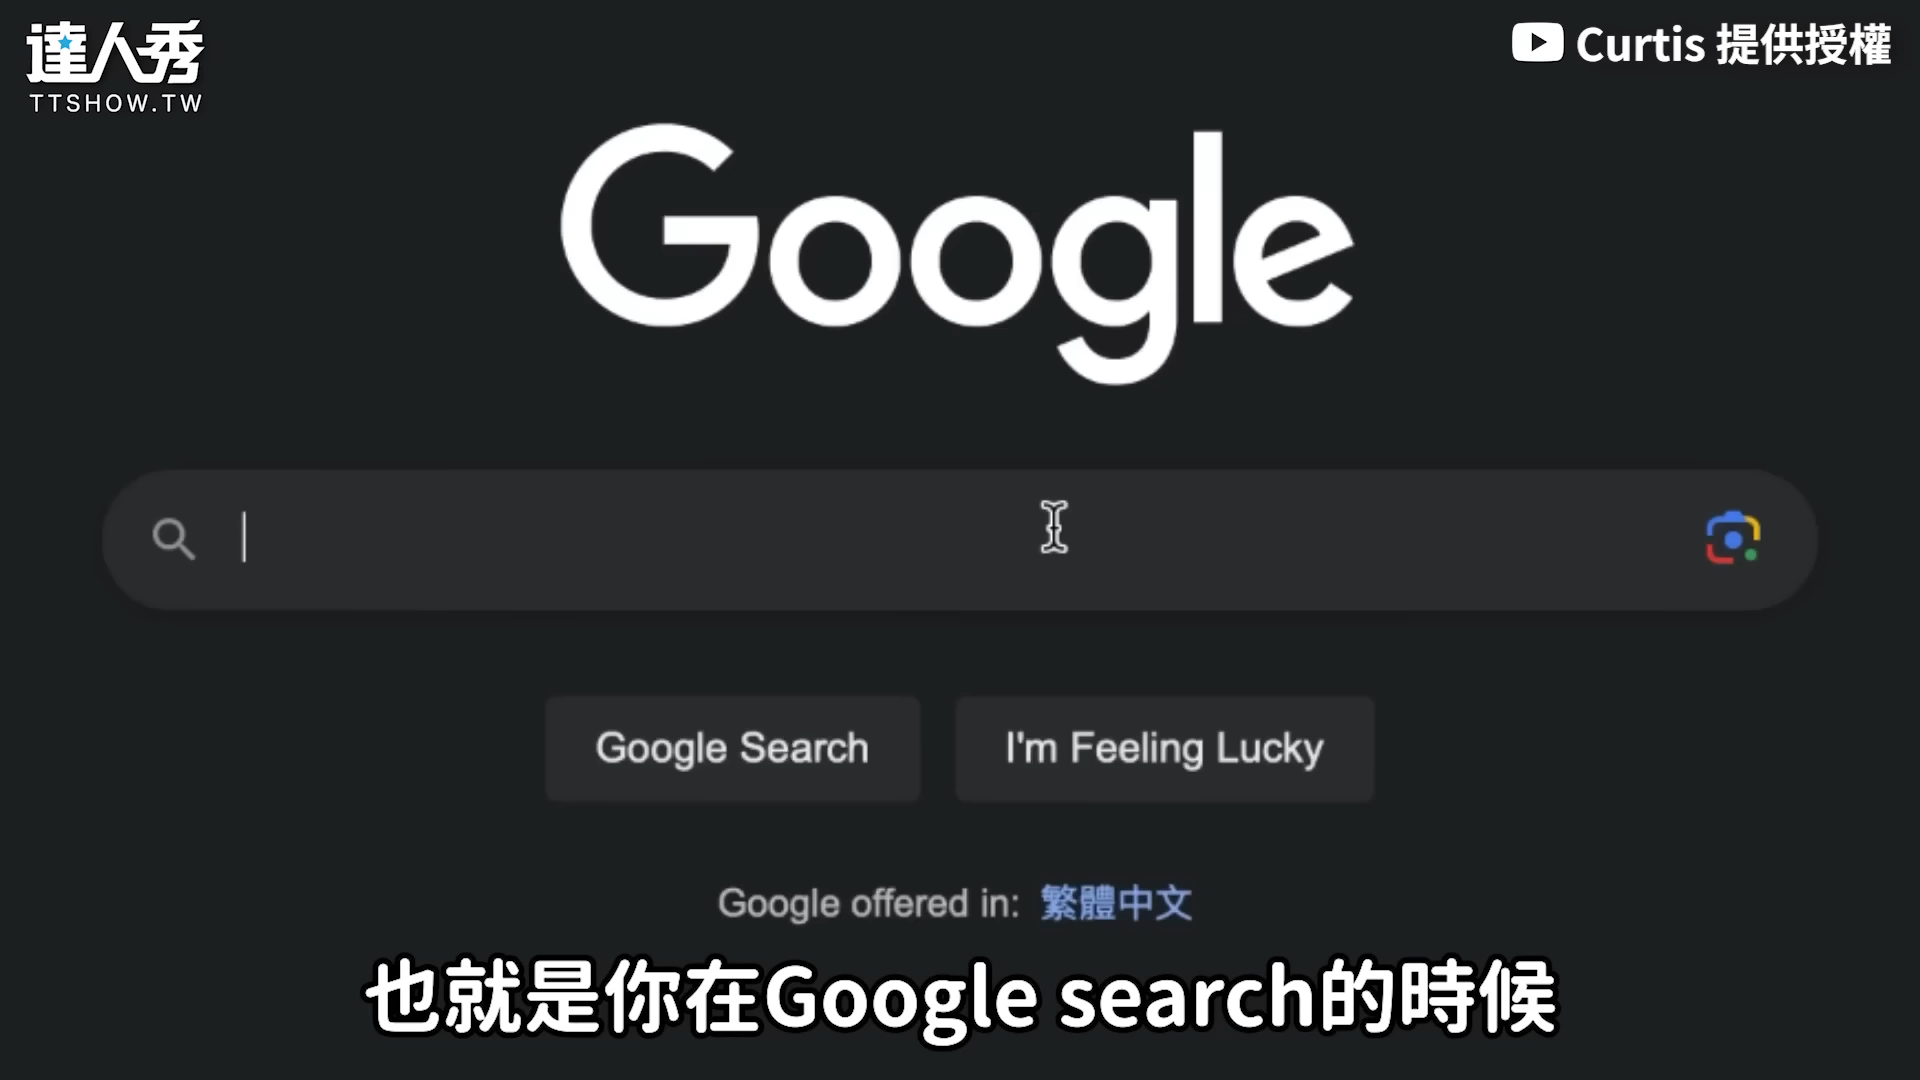 達人秀
TTSHOW.TW
Curtis 提供授權
Google
Google Search
I'm Feeling Lucky
Google offered in: 繁體中文
也就是你在Google search的時候